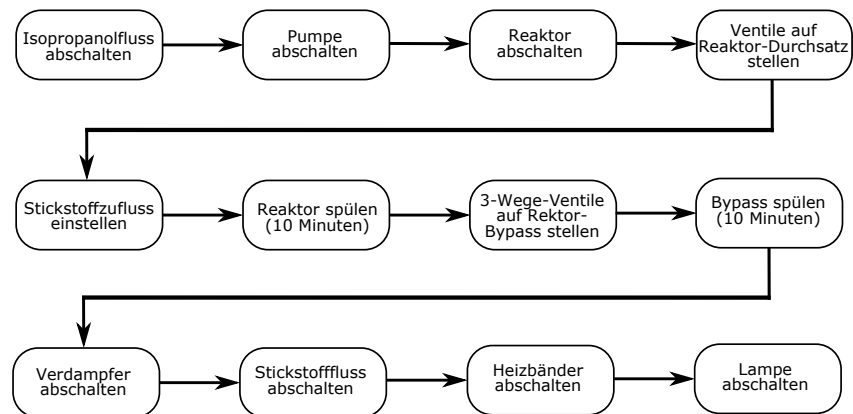 Isopropanolfluss
abschalten
Pumpe
abschalten
Reaktor
abschalten
Ventile auf
Reaktor-Durchsatz
stellen
Stickstoffzufluss
einstellen
Reaktor spülen
(10 Minuten)
3-Wege-Ventile
auf Rektor-
Bypass stellen
Bypass spülen
(10 Minuten)
Verdampfer
abschalten
Stickstofffluss
abschalten
Heizbänder
abschalten
Lampe
abschalten